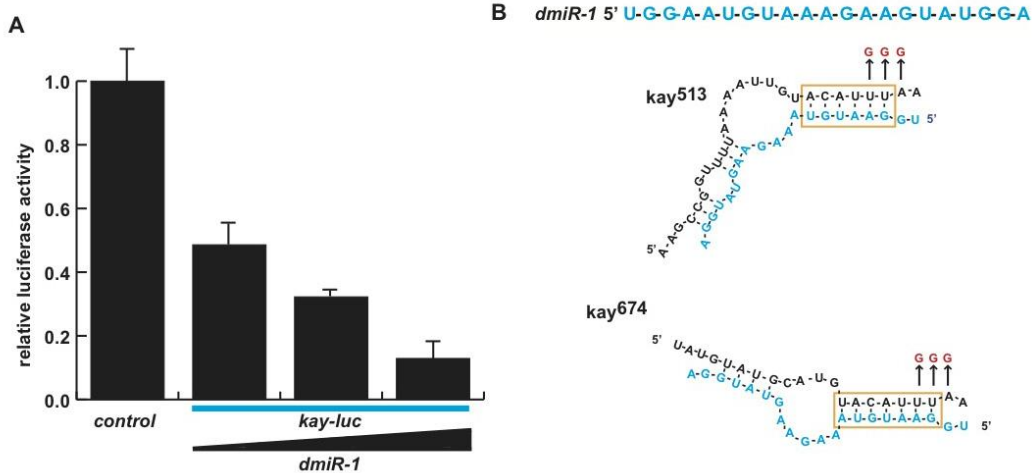 A
relative luciferase activity
1.0
0.8
0.6
0.4
0.2
0.0
control
kay-luc
dmiR-1
B
dmiR-1 5' U-G-G-A-A-U-G-U-A-A-A-G-A-A-G-U-A-U-G-G-A
kay513
G G G
U-A-C-A-U-U-U-A-A
U-G-U-A-A-G-G-U 5'
5'
A-A-G-C-C-G
kay674
5' U-A-U-G-U-A-U-G-C-A-U-G
G G G
U-A-C-A-U-U-U-A-A
A-G-G-U-A-U-G-A-A-G-A-A
A-U-G-U-A-A-G-G-U 5'